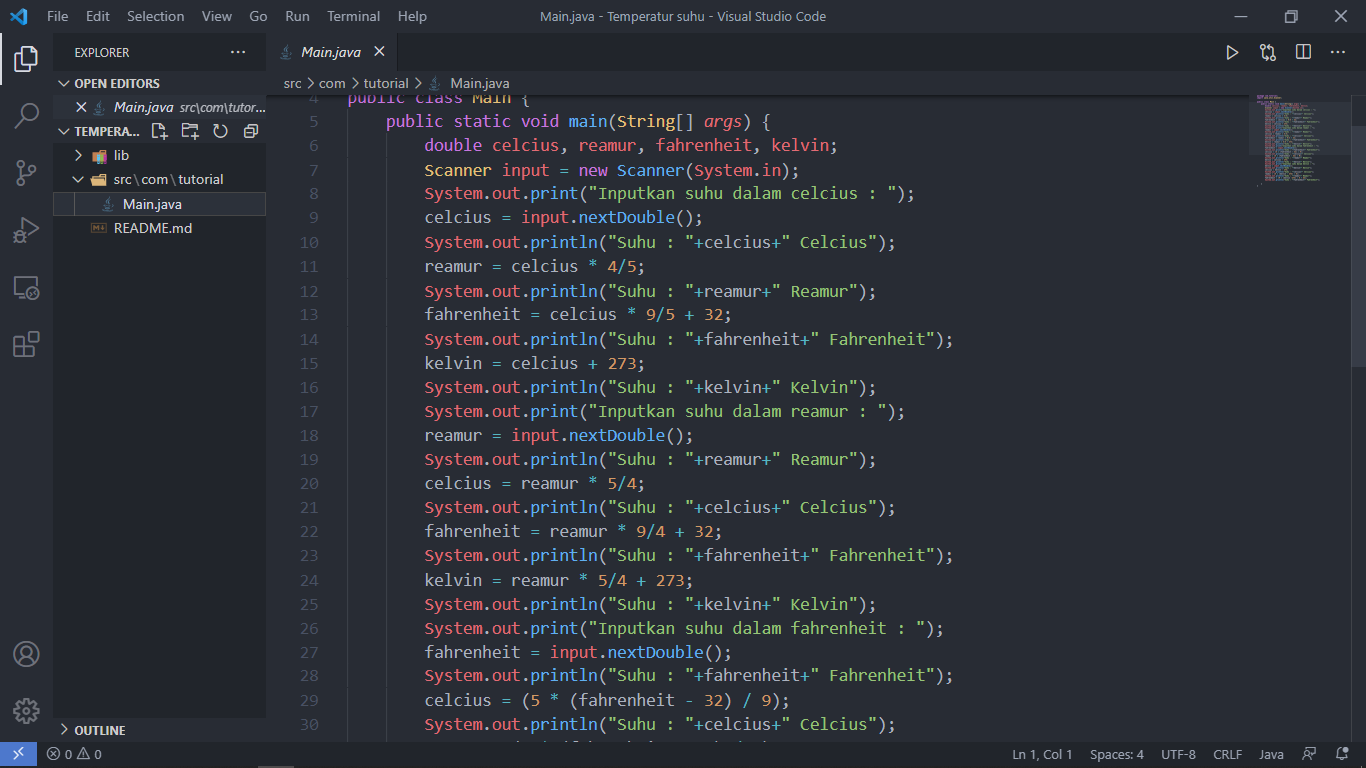 File Edit Selection View Go Run Terminal Help
Main.java - Temperatur suhu - Visual Studio Code
EXPLORER
OPEN EDITORS
Main.java src\com\tutor...
TEMPERA...
lib
src\com\tutorial
Main.java
README.md
OUTLINE
Main.java
src > com > tutorial > Main.java
4 public class Main {
5 public static void main(String[] args) {
6 double celcius, reamur, fahrenheit, kelvin;
7 Scanner input = new Scanner(System.in);
8 System.out.print("Inputkan suhu dalam celcius : ");
9 celcius = input.nextDouble();
10 System.out.println("Suhu : "+celcius+" Celcius");
11 reamur = celcius * 4/5;
12 System.out.println("Suhu : "+reamur+" Reamur");
13 fahrenheit = celcius * 9/5 + 32;
14 System.out.println("Suhu : "+fahrenheit+" Fahrenheit");
15 kelvin = celcius + 273;
16 System.out.println("Suhu : "+kelvin+" Kelvin");
17 System.out.print("Inputkan suhu dalam reamur : ");
18 reamur = input.nextDouble();
19 System.out.println("Suhu : "+reamur+" Reamur");
20 celcius = reamur * 5/4;
21 System.out.println("Suhu : "+celcius+" Celcius");
22 fahrenheit = reamur * 9/4 + 32;
23 System.out.println("Suhu : "+fahrenheit+" Fahrenheit");
24 kelvin = reamur * 5/4 + 273;
25 System.out.println("Suhu : "+kelvin+" Kelvin");
26 System.out.print("Inputkan suhu dalam fahrenheit : ");
27 fahrenheit = input.nextDouble();
28 System.out.println("Suhu : "+fahrenheit+" Fahrenheit");
29 celcius = (5 * (fahrenheit - 32) / 9);
30 System.out.println("Suhu : "+celcius+" Celcius");
0 0
Ln 1, Col 1 Spaces: 4 UTF-8 CRLF Java